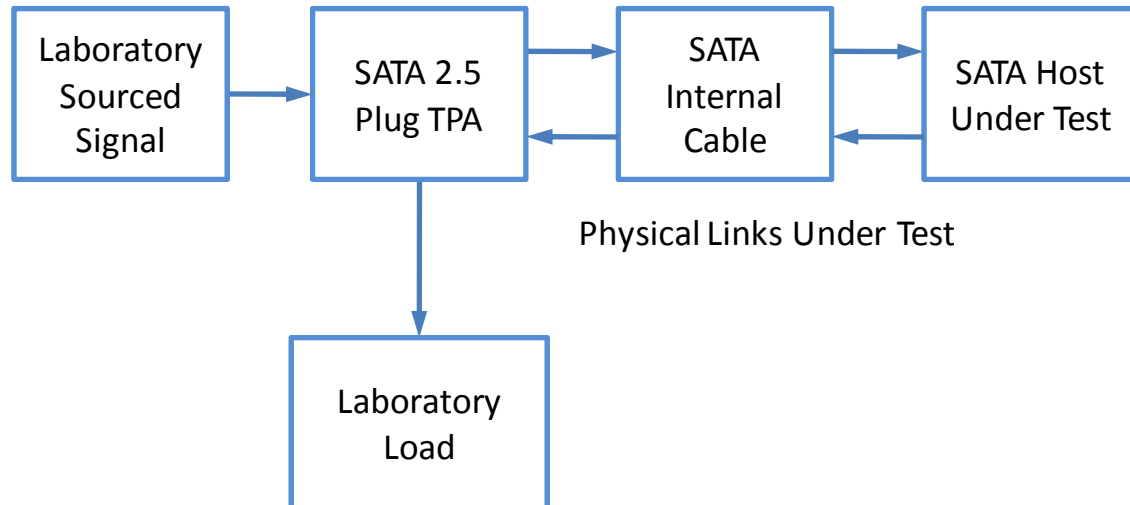 Laboratory
Sourced
Signal
SATA 2.5
Plug TPA
SATA
Internal
Cable
SATA Host
Under Test
Physical Links Under Test
Laboratory
Load